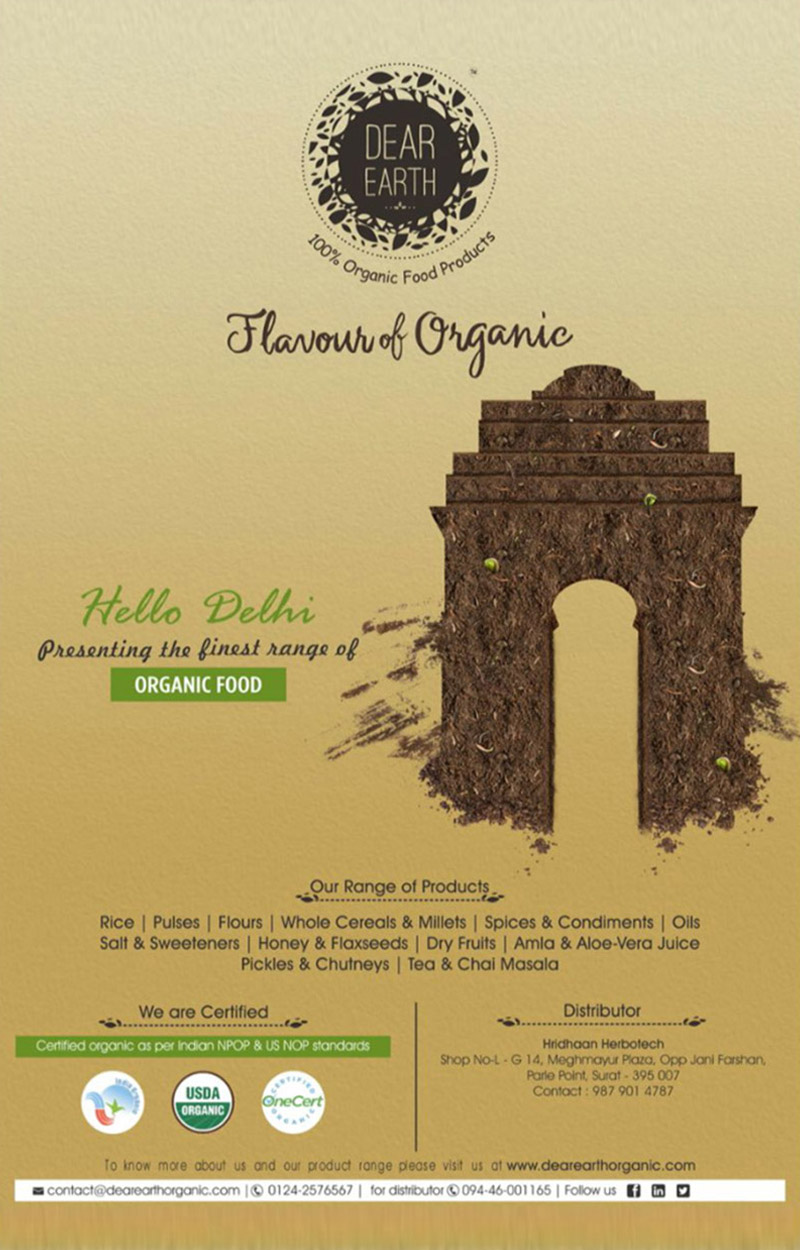 DEAR
EARTH
100% Organic Food Products
Flavour of Organic
Hello Delhi
Presenting the finest range of
ORGANIC FOOD
Our Range of Products
Rice | Pulses | Flours | Whole Cereals & Millets | Spices & Condiments | Oils
Salt & Sweeteners | Honey & Flaxseeds | Dry Fruits | Amla & Aloe-Vera Juice
Pickles & Chutneys | Tea & Chai Masala
We are Certified
Certified organic as per Indian NPOP & US NOP standards
USDA
ORGANIC
CERTIFIED
OneCert
ORGANIC
Distributor
Hridhaan Herbotech
Shop No-L - G 14, Meghmayur Plaza, Opp Jani Farshan,
Parle Point, Surat - 395 007
Contact : 987 901 4787
To know more about us and our product range please visit us at www.dearearthorganic.com
contact@dearearthorganic.com | 0124-2576567 | for distributor 094-46-001165 | Follow us